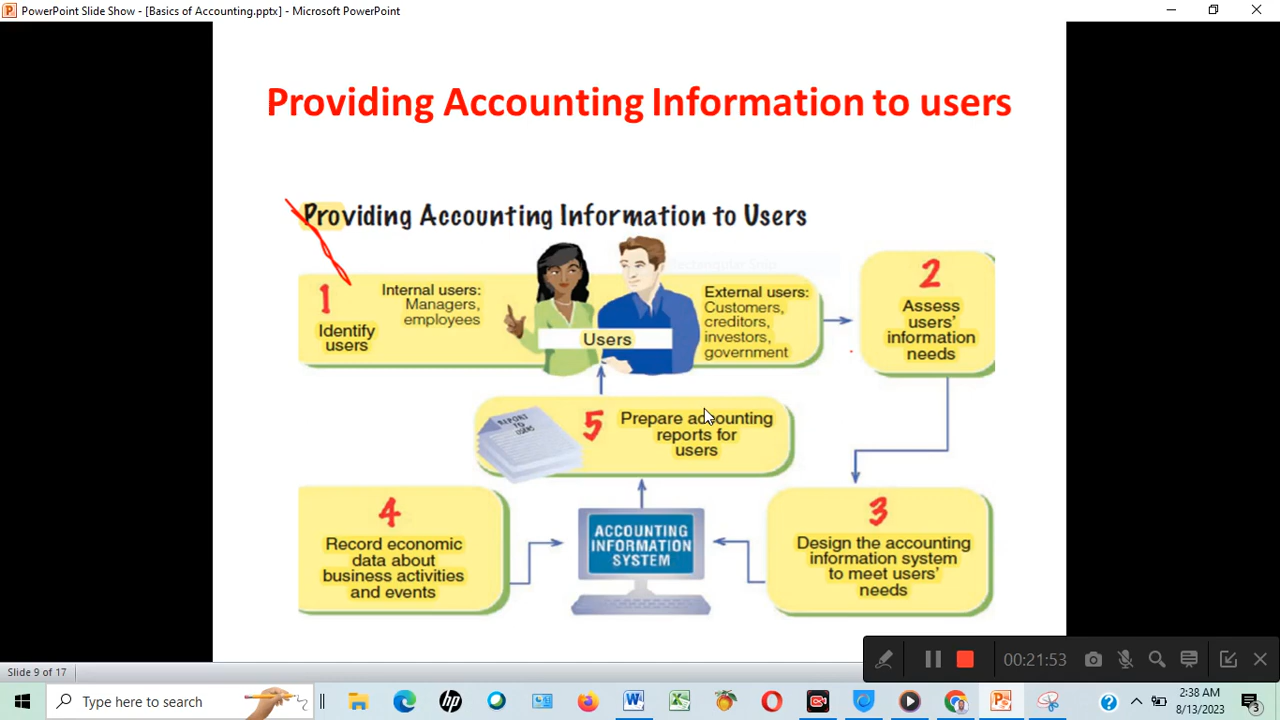 PowerPoint Slide Show - [Basics of Accounting.pptx] - Microsoft PowerPoint
Providing Accounting Information to users
Providing Accounting Information to Users
1
Identify
users
Internal users:
Managers,
employees
Users
External users:
Customers,
creditors,
investors,
government
2
Assess
users'
information
needs
REPORT
TO
USERS
5
Prepare accounting
reports for
users
4
Record economic
data about
business activities
and events
ACCOUNTING
INFORMATION
SYSTEM
3
Design the accounting
information system
to meet users'
needs
Slide 9 of 17
00:21:53
Type here to search
2:38 AM
8/13/2023
3